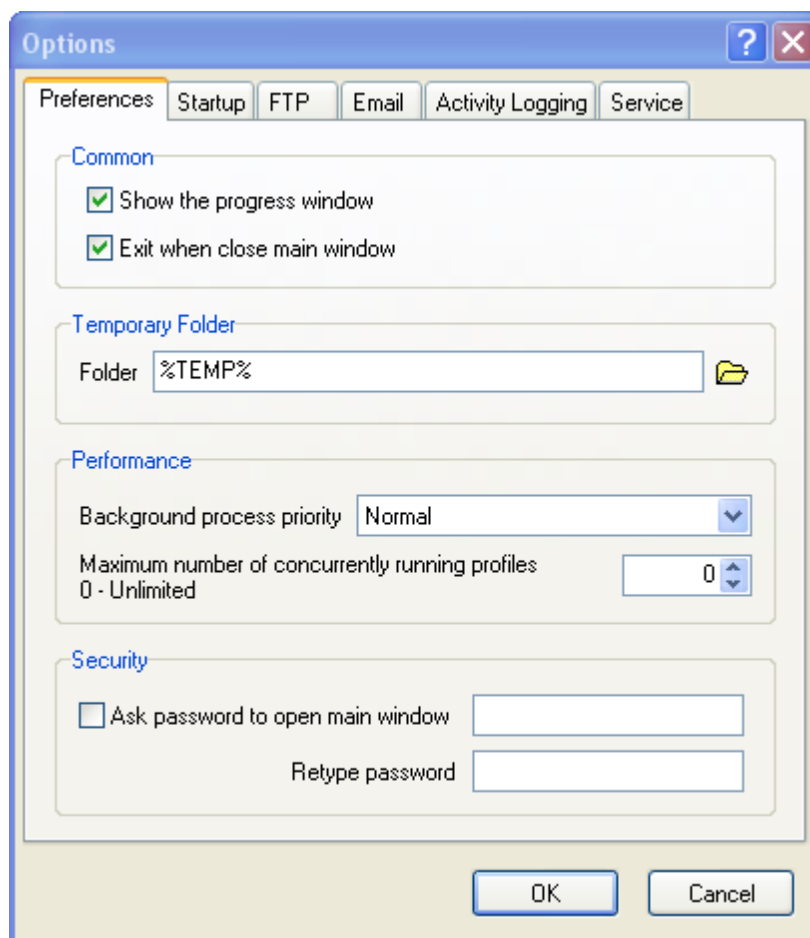 Options
Preferences Startup FTP Email Activity Logging Service
Common
Show the progress window
Exit when close main window
Temporary Folder
Folder %TEMP%
Performance
Background process priority Normal
Maximum number of concurrently running profiles
0 - Unlimited 0
Security
Ask password to open main window
Retype password
OK Cancel